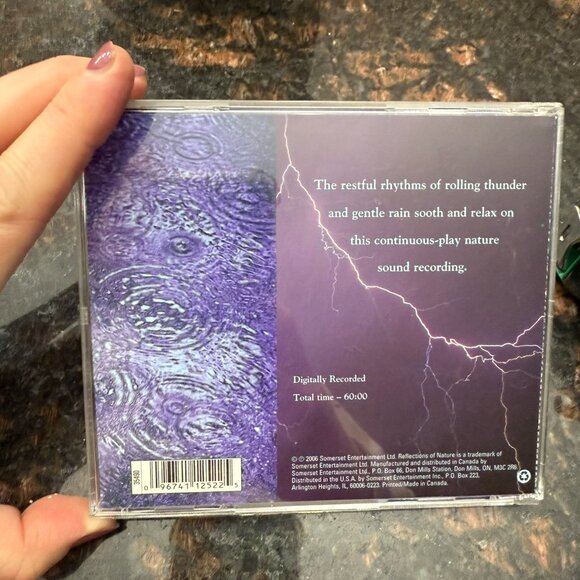 The restful rhythms of rolling thunder
and gentle rain sooth and relax on
this continuous-play nature
sound recording.
Digitally Recorded
Total time – 60:00
© ℗ 2006 Somerset Entertainment Ltd. Reflections of Nature is a trademark of
Somerset Entertainment Ltd. Manufactured and distributed in Canada by
Somerset Entertainment Ltd., P.O. Box 66, Don Mills Station, Don Mills, ON, M3C 2R6.
Distributed in the U.S.A. by Somerset Entertainment Inc., P.O. Box 223,
Arlington Heights, IL, 60006-0223. Printed/Made in Canada.
0 96741 12522 5